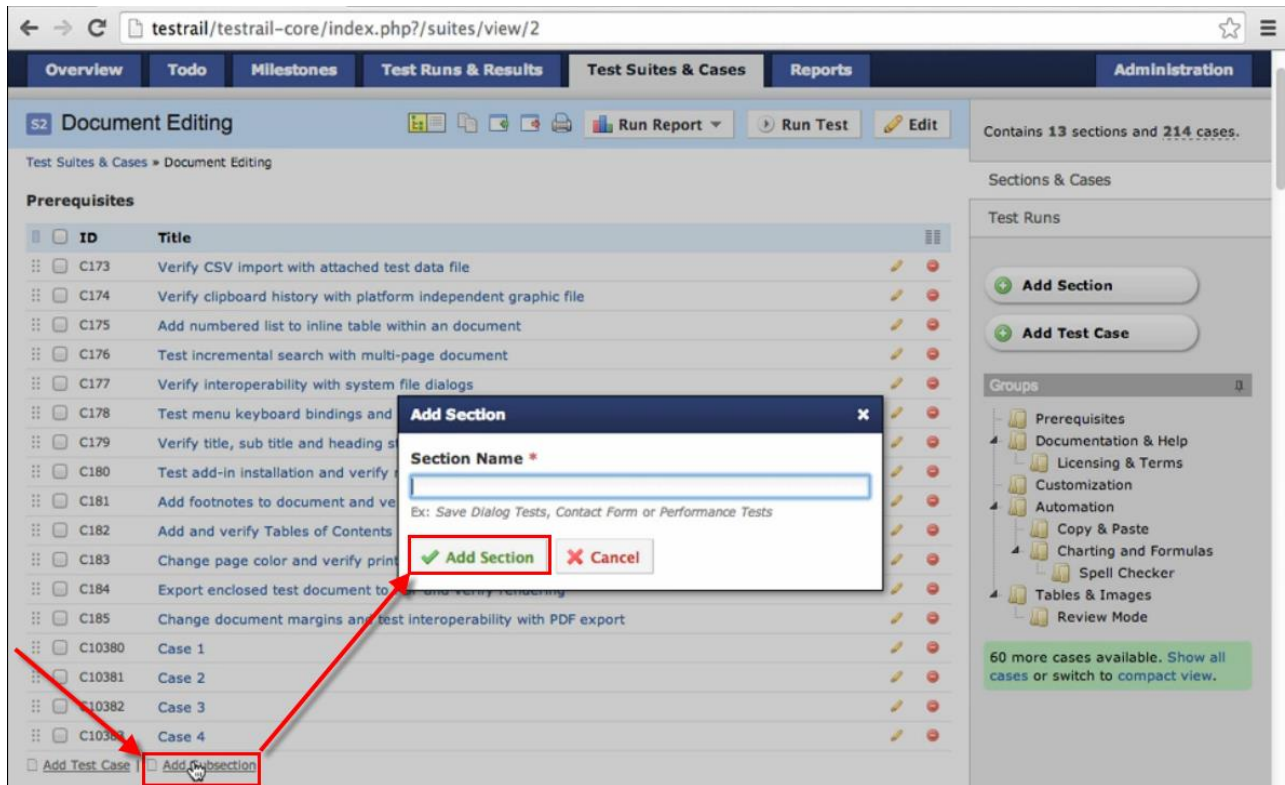 testrail/testrail-core/index.php?/suites/view/2
Overview Todo Milestones Test Runs & Results Test Suites & Cases Reports Administration
S2 Document Editing Run Report Run Test Edit
Test Suites & Cases » Document Editing
Prerequisites
ID Title
C173 Verify CSV import with attached test data file
C174 Verify clipboard history with platform independent graphic file
C175 Add numbered list to inline table within an document
C176 Test incremental search with multi-page document
C177 Verify interoperability with system file dialogs
C178 Test menu keyboard bindings and
C179 Verify title, sub title and heading
C180 Test add-in installation and verify
C181 Add footnotes to document and
C182 Add and verify Tables of Contents
C183 Change page color and verify print
C184 Export enclosed test document to and verify rendering
C185 Change document margins and test interoperability with PDF export
C10380 Case 1
C10381 Case 2
C10382 Case 3
C10383 Case 4
Add Test Case | Add Subsection
Add Section
Section Name *
Ex: Save Dialog Tests, Contact Form or Performance Tests
Add Section Cancel
Contains 13 sections and 214 cases.
Sections & Cases
Test Runs
Add Section
Add Test Case
Groups
Prerequisites
Documentation & Help
Licensing & Terms
Customization
Automation
Copy & Paste
Charting and Formulas
Spell Checker
Tables & Images
Review Mode
60 more cases available. Show all
cases or switch to compact view.